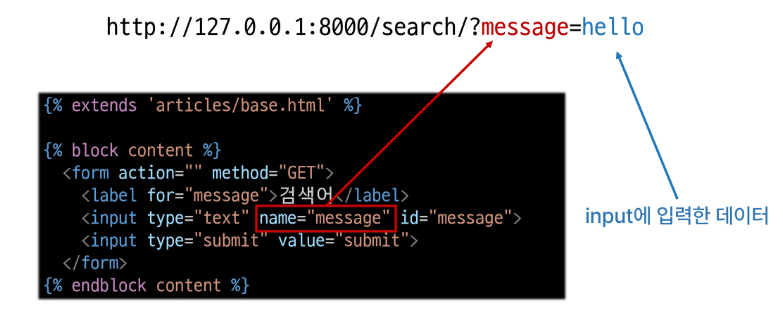 http://127.0.0.1:8000/search/?message=hello
{% extends 'articles/base.html' %}
{% block content %}
<form action="" method="GET">
<label for="message">검색어</label>
<input type="text" name="message" id="message">
<input type="submit" value="submit">
</form>
{% endblock content %}
input에 입력한 데이터